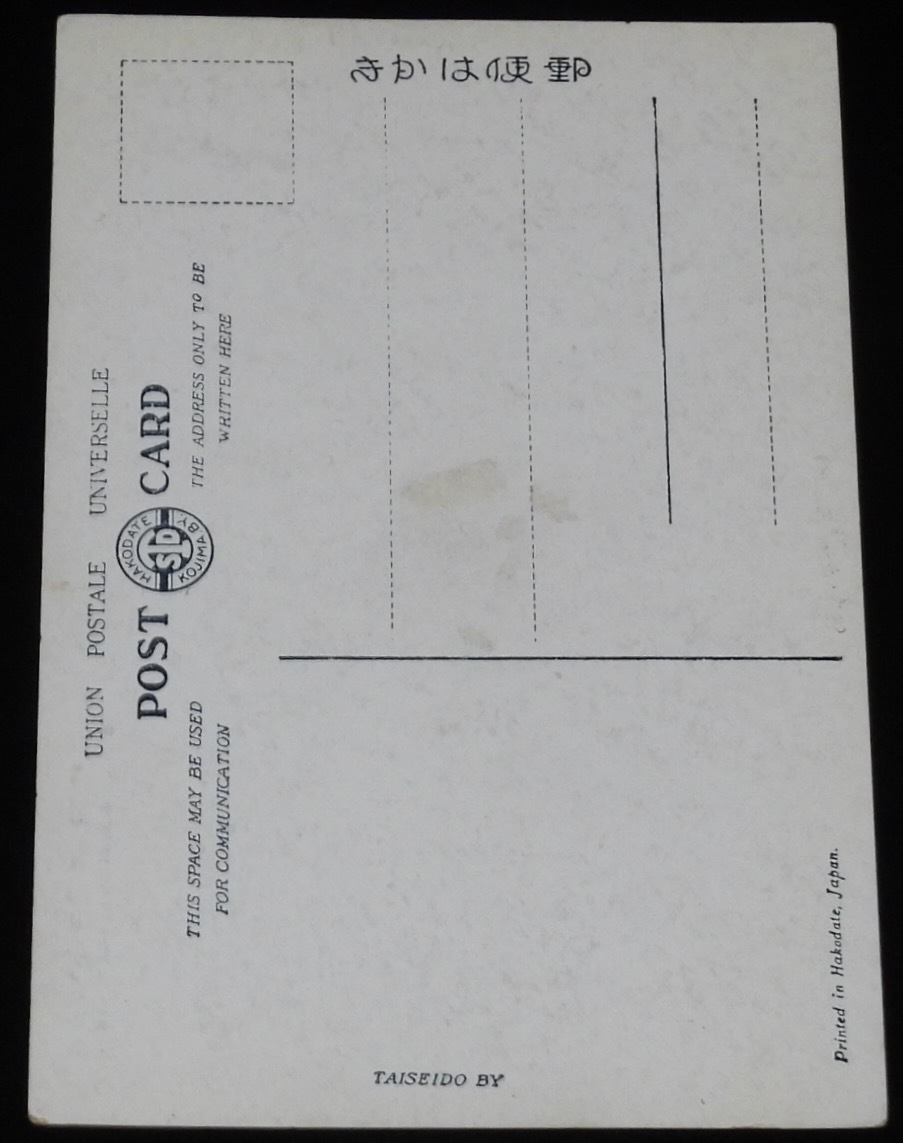 きかは便郵
UNION POSTALE UNIVERSELLE
POST CARD
HAKODATE
SD
KOJIMA BY
THIS SPACE MAY BE USED
FOR COMMUNICATION
THE ADDRESS ONLY TO BE
WRITTEN HERE
TAISEIDO BY
Printed in Hakodate, Japan.